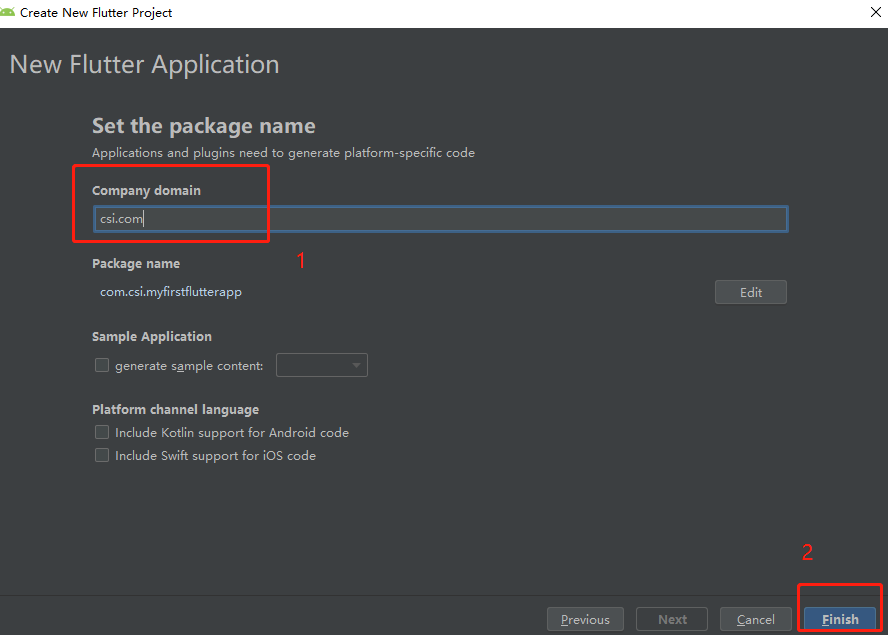 Create New Flutter Project
New Flutter Application
Set the package name
Applications and plugins need to generate platform-specific code
Company domain
csi.com
1
Package name
com.csi.myfirstflutterapp
Edit
Sample Application
generate sample content:
Platform channel language
Include Kotlin support for Android code
Include Swift support for iOS code
2
Previous
Next
Cancel
Finish